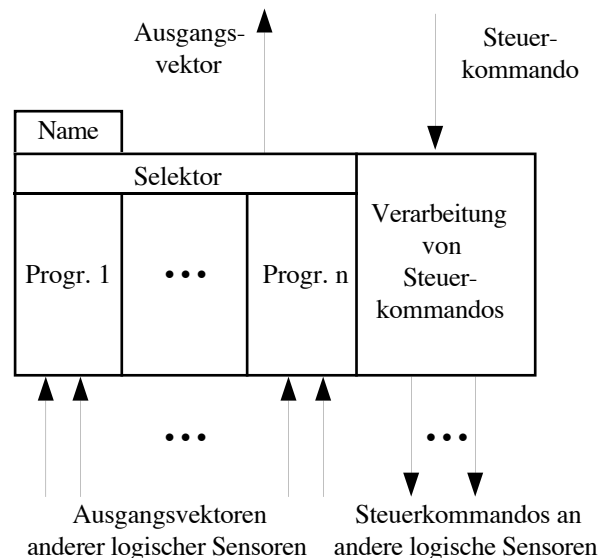 Ausgangs-
vektor
Steuer-
kommando
Name
Selektor
Progr. 1
•••
Progr. n
Verarbeitung
von
Steuer-
kommandos
•••
•••
Ausgangsvektoren
anderer logischer Sensoren
Steuerkommandos an
andere logische Sensoren